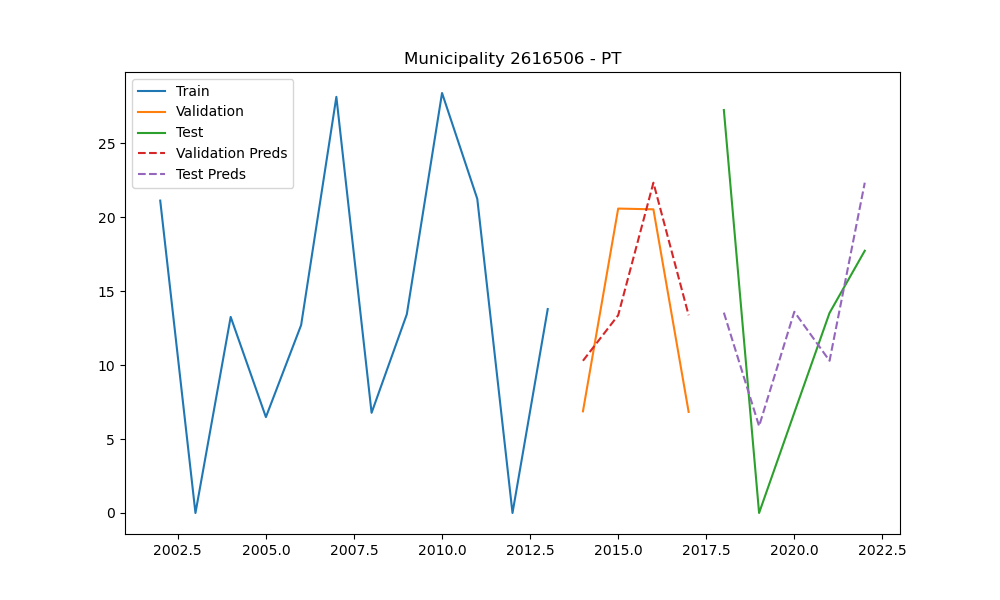 Municipality 2616506 - PT
Train
Validation
Test
Validation Preds
Test Preds
25
20
15
10
5
0
2002.5 2005.0 2007.5 2010.0 2012.5 2015.0 2017.5 2020.0 2022.5